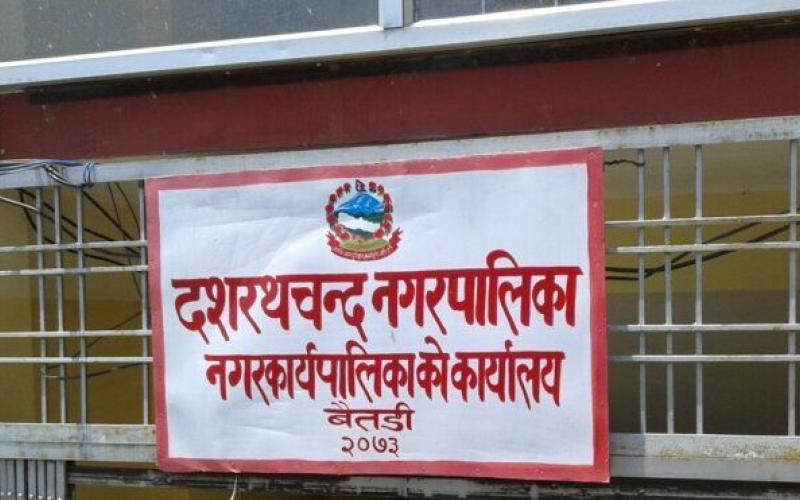 दशरथचन्द नगरपालिका
नगरकार्यपालिकाको कार्यालय
बैतडी
२०७३